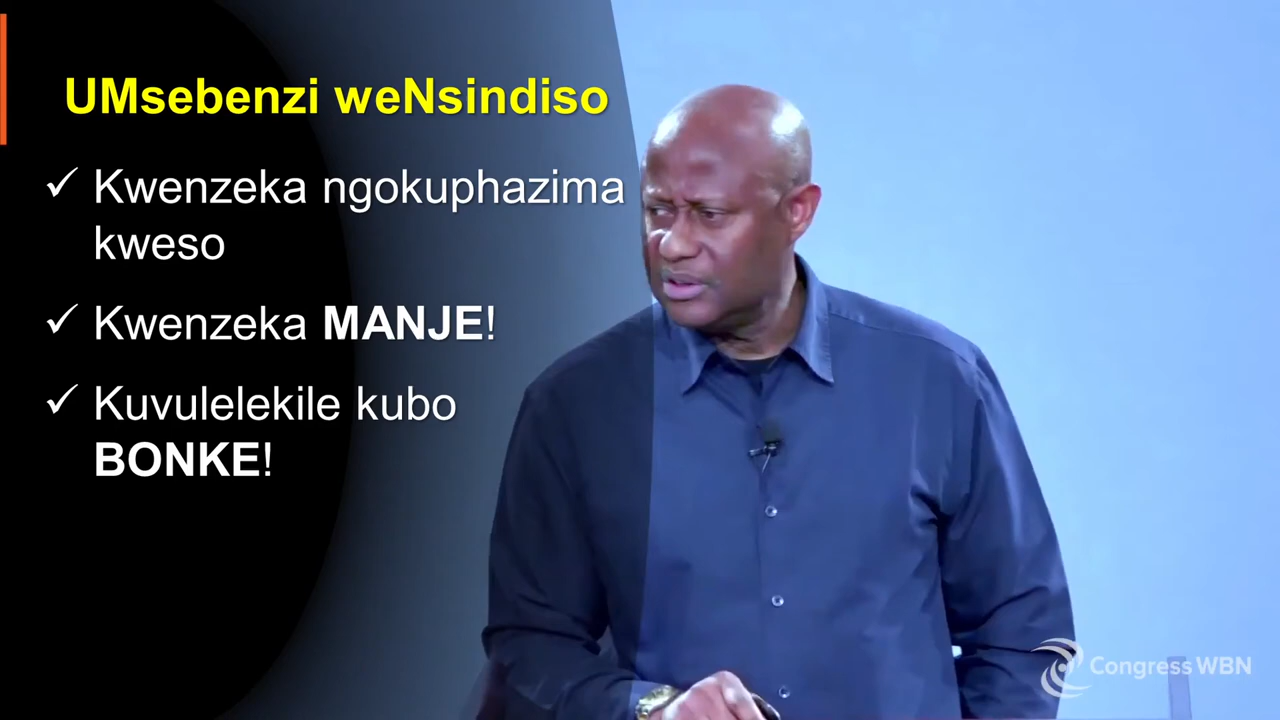 UMsebenzi weNsindiso
✓ Kwenzeka ngokuphazima
kweso
✓ Kwenzeka MANJE!
✓ Kuvulelekile kubo
BONKE!
Congress WBN